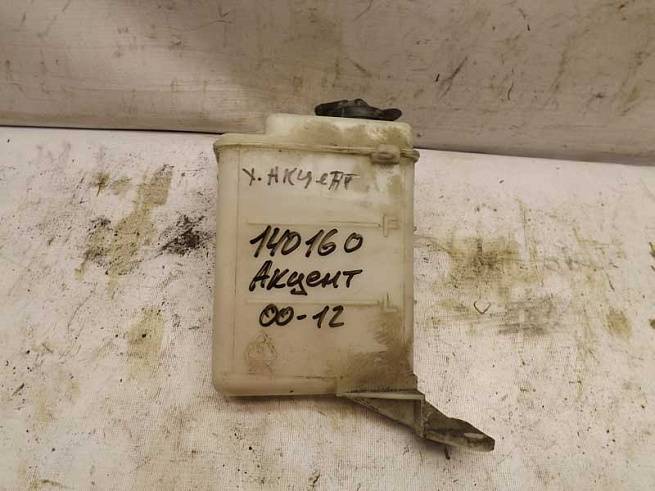 х. АКЦеНТ
F
140160
Акцент
L
00-12